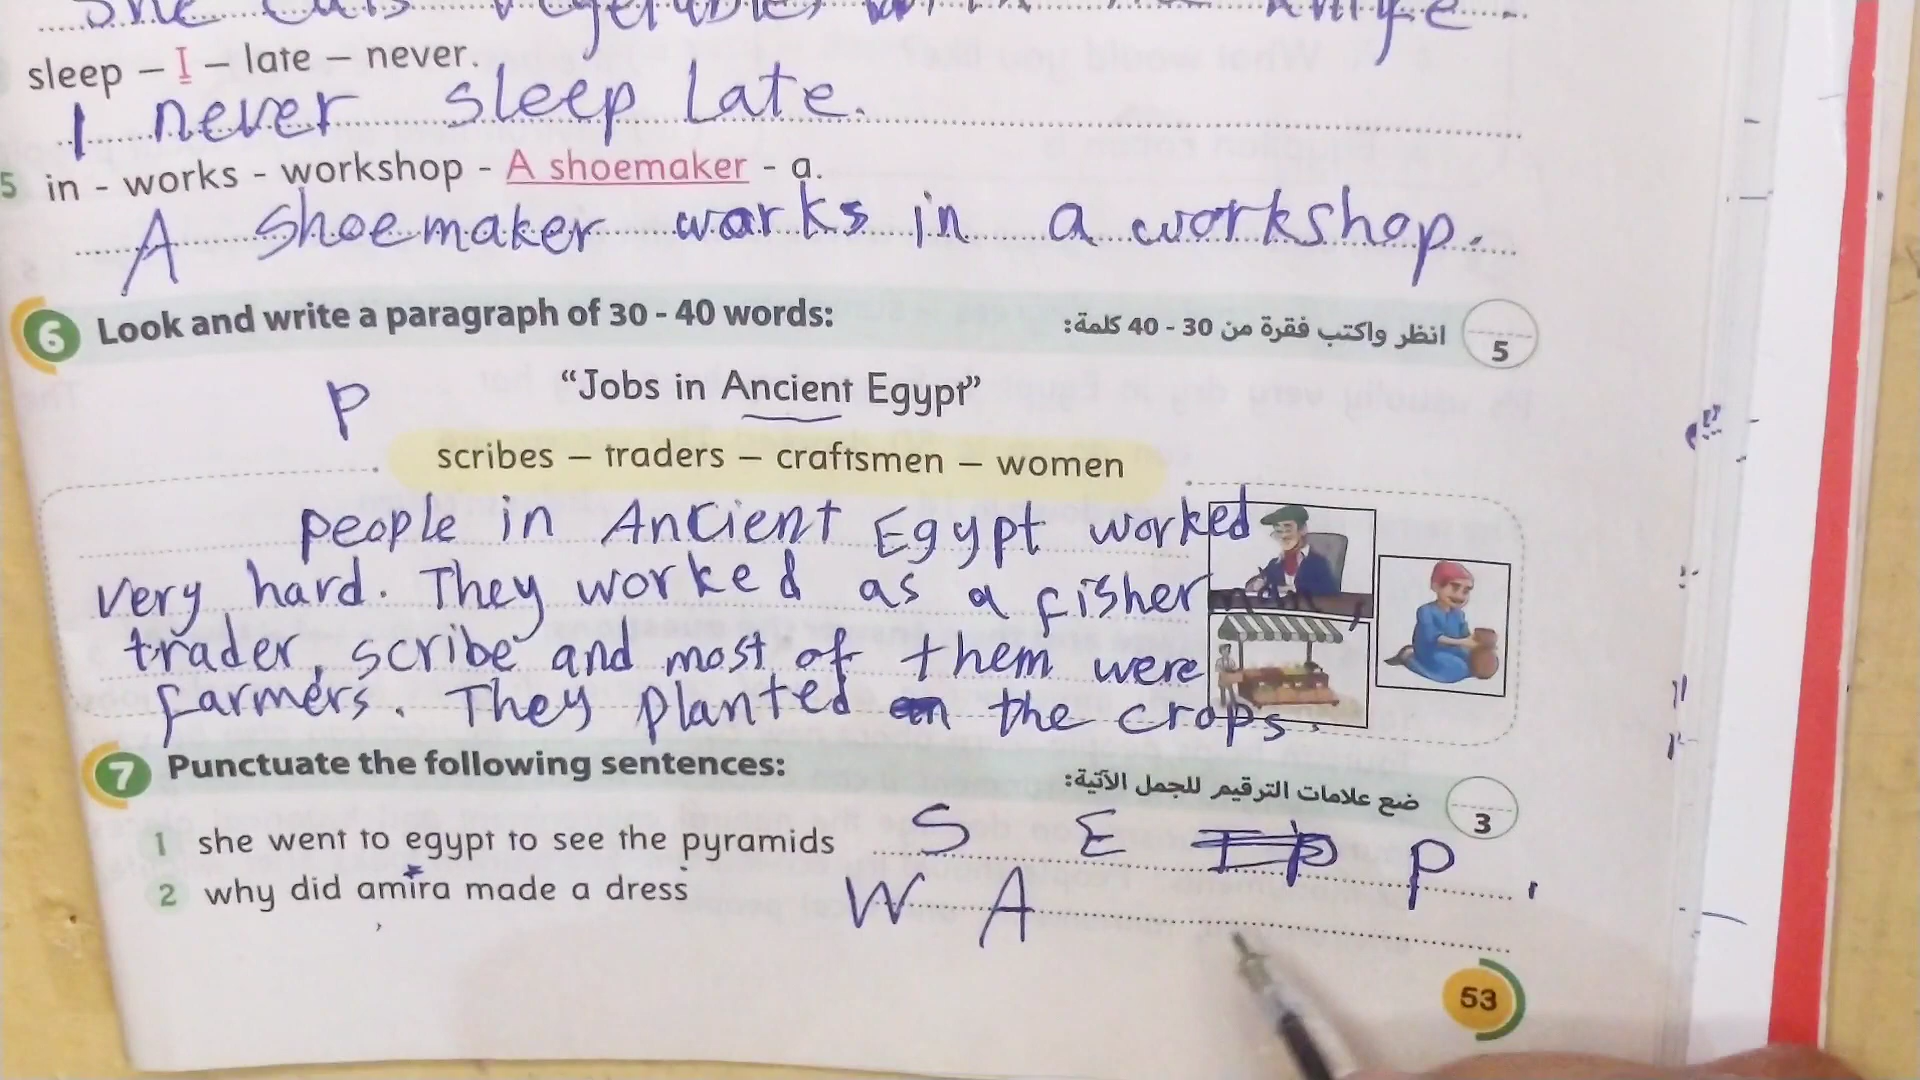 She eats vegetables
sleep – I – late – never.
I never sleep late.
5 in - works - workshop - A shoemaker - a.
A shoemaker works in a workshop.
6 Look and write a paragraph of 30 - 40 words:
انظر واكتب فقرة من 30 - 40 كلمة:
5
P
“Jobs in Ancient Egypt”
scribes – traders – craftsmen – women
people in Ancient Egypt worked
very hard. They worked as a fisherman,
trader, scribe and most of them were
farmers. They planted the crops.
7 Punctuate the following sentences:
ضع علامات الترقيم للجمل الآتية:
3
1 she went to egypt to see the pyramids S E P .
2 why did amira made a dress W A
53